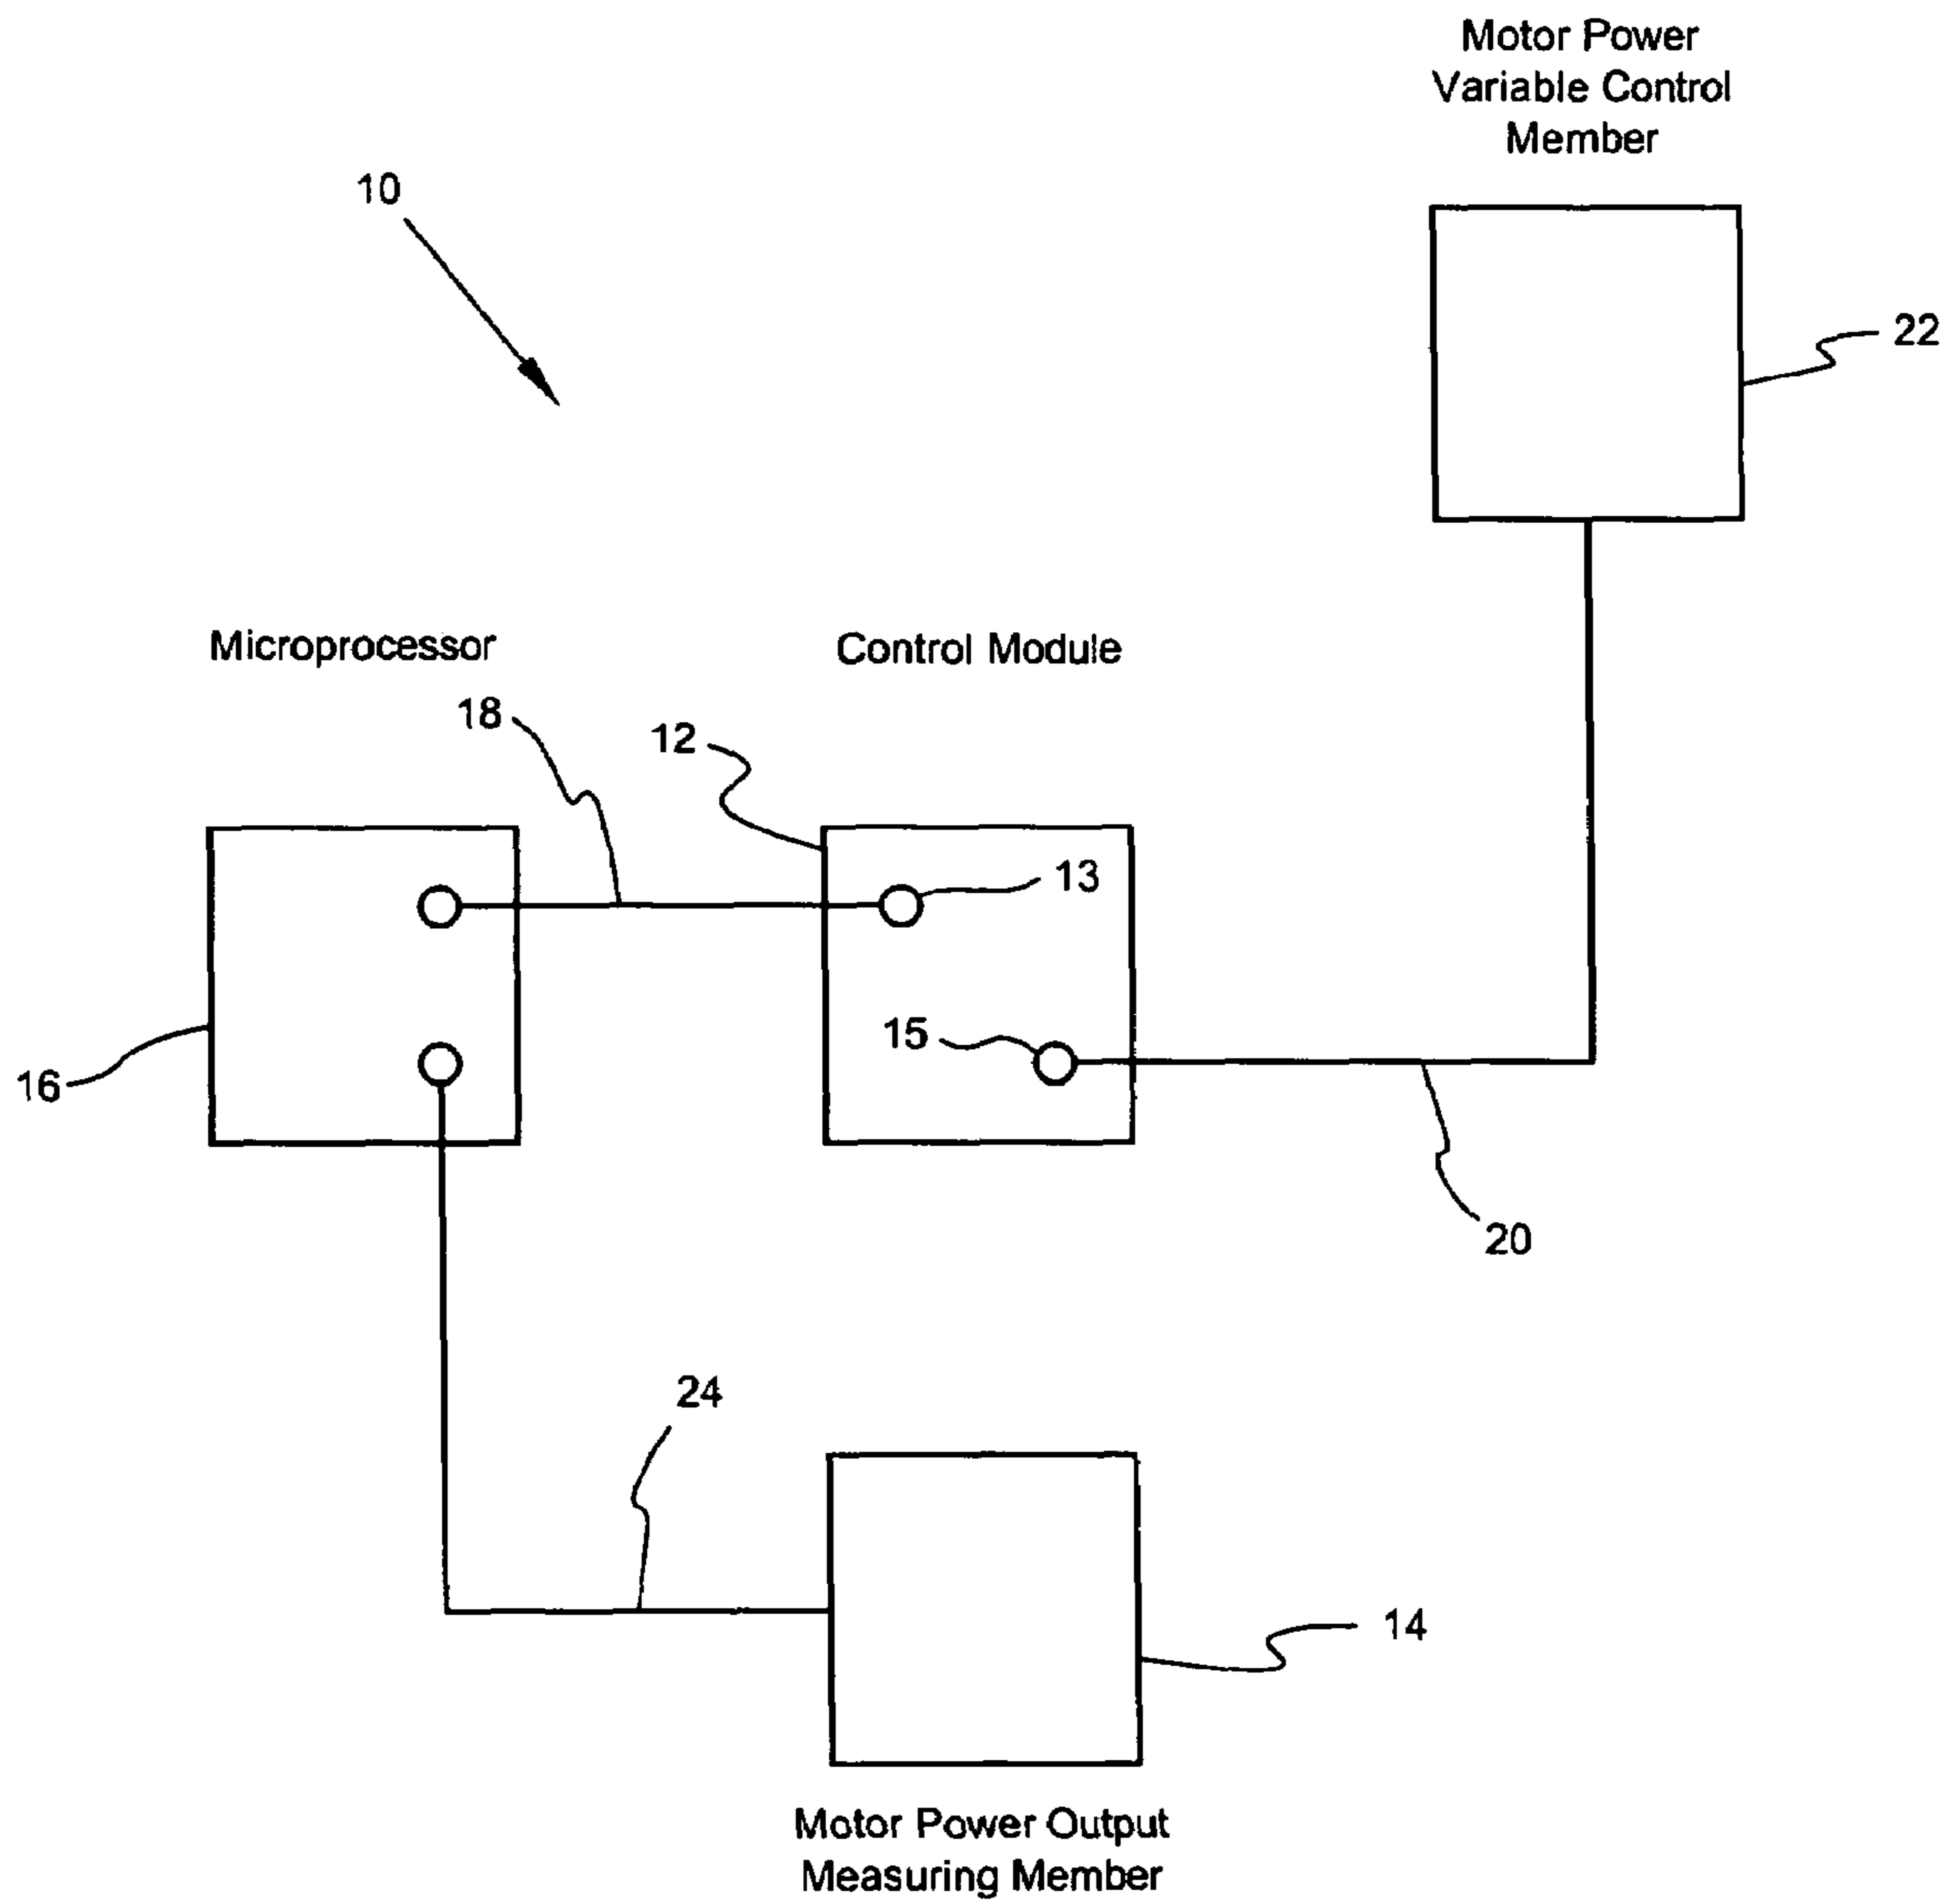 Motor Power
Variable Control
Member
10
22
Microprocessor
Control Module
18
12
13
15
16
20
24
14
Motor Power Output
Measuring Member